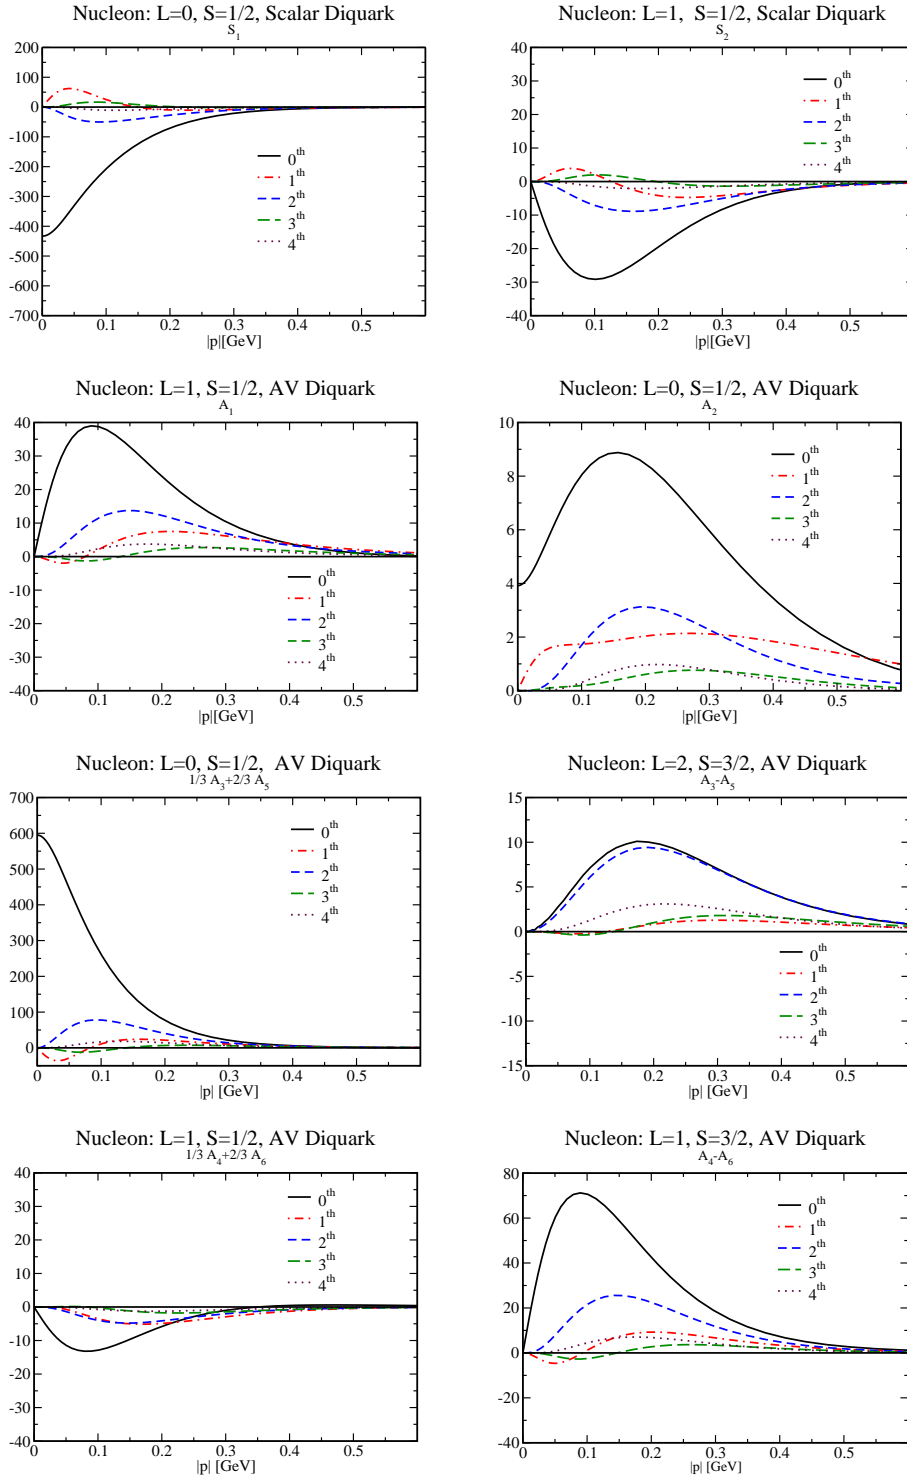 Nucleon: L=0, S=1/2, Scalar Diquark
S1
200
100
0
-100
-200
-300
-400
-500
-600
-700
0th
1th
2th
3th
4th
0 0.1 0.2 0.3 0.4 0.5
|p|[GeV]
Nucleon: L=1, S=1/2, Scalar Diquark
S2
40
30
20
10
0
-10
-20
-30
-40
0th
1th
2th
3th
4th
0 0.1 0.2 0.3 0.4 0.5
|p|[GeV]
Nucleon: L=1, S=1/2, AV Diquark
A1
40
30
20
10
0
-10
-20
-30
-40
0th
1th
2th
3th
4th
0 0.1 0.2 0.3 0.4 0.5
|p|[GeV]
Nucleon: L=0, S=1/2, AV Diquark
A2
10
8
6
4
2
0
0th
1th
2th
3th
4th
0 0.1 0.2 0.3 0.4 0.5
|p|[GeV]
Nucleon: L=0, S=1/2, AV Diquark
1/3 A3+2/3 A5
700
600
500
400
300
200
100
0
0th
1th
2th
3th
4th
0 0.1 0.2 0.3 0.4 0.5
|p| [GeV]
Nucleon: L=2, S=3/2, AV Diquark
A3-A5
15
10
5
0
-5
-10
-15
0th
1th
2th
3th
4th
0 0.1 0.2 0.3 0.4 0.5
|p| [GeV]
Nucleon: L=1, S=1/2, AV Diquark
1/3 A4+2/3 A6
40
30
20
10
0
-10
-20
-30
-40
0th
1th
2th
3th
4th
0 0.1 0.2 0.3 0.4 0.5
|p| [GeV]
Nucleon: L=1, S=3/2, AV Diquark
A4-A6
80
60
40
20
0
-20
-40
0th
1th
2th
3th
4th
0 0.1 0.2 0.3 0.4 0.5
|p| [GeV]